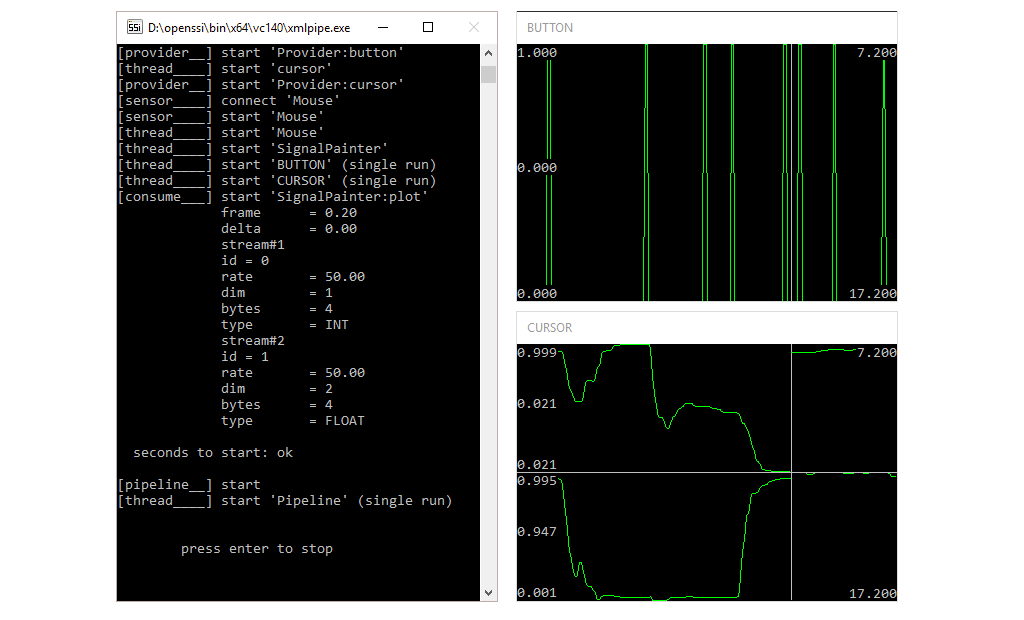 SSI D:\openssi\bin\x64\vc140\xmlpipe.exe
[provider__] start 'Provider:button'
[thread____] start 'cursor'
[provider__] start 'Provider:cursor'
[sensor____] connect 'Mouse'
[sensor____] start 'Mouse'
[thread____] start 'Mouse'
[thread____] start 'SignalPainter'
[thread____] start 'BUTTON' (single run)
[thread____] start 'CURSOR' (single run)
[consume___] start 'SignalPainter:plot'
frame = 0.20
delta = 0.00
stream#1
id = 0
rate = 50.00
dim = 1
bytes = 4
type = INT
stream#2
id = 1
rate = 50.00
dim = 2
bytes = 4
type = FLOAT
seconds to start: ok
[pipeline__] start
[thread____] start 'Pipeline' (single run)
press enter to stop
BUTTON
1.000 7.200
0.000
0.000 17.200
CURSOR
0.999 7.200
0.021
0.021
0.995
0.947
0.001 17.200